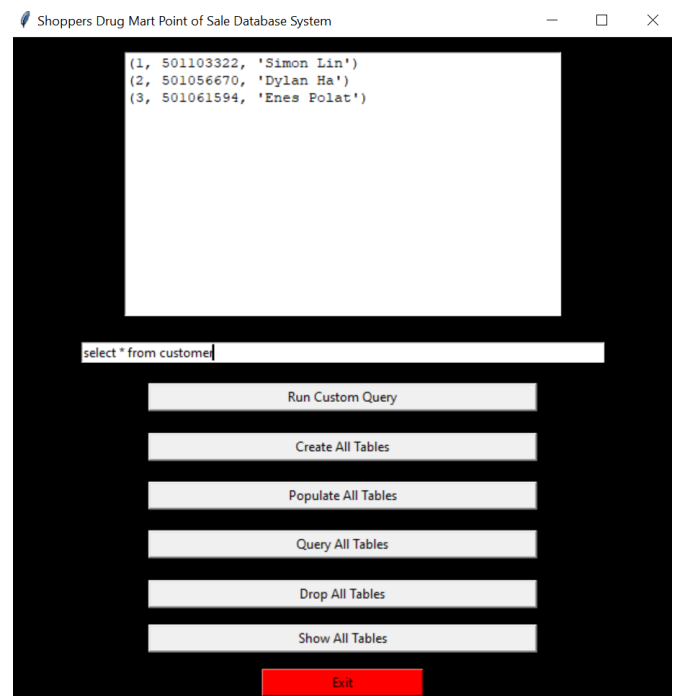 Shoppers Drug Mart Point of Sale Database System
(1, 501103322, 'Simon Lin')
(2, 501056670, 'Dylan Ha')
(3, 501061594, 'Enes Polat')
select * from customer
Run Custom Query
Create All Tables
Populate All Tables
Query All Tables
Drop All Tables
Show All Tables
Exit